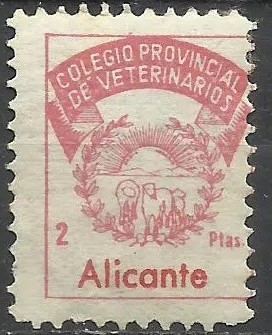 COLEGIO PROVINCIAL
DE VETERINARIOS
2 Ptas
Alicante